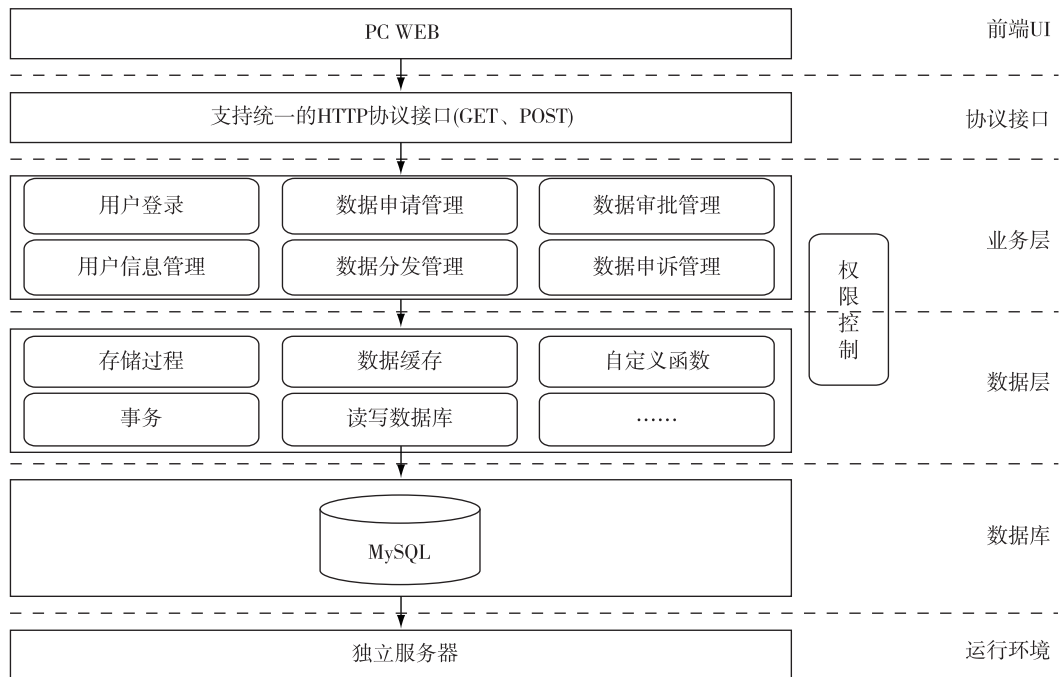 PC WEB
前端UI
支持统一的HTTP协议接口(GET、POST)
协议接口
用户登录
数据申请管理
数据审批管理
用户信息管理
数据分发管理
数据申诉管理
业务层
权
限
控
制
存储过程
数据缓存
自定义函数
事务
读写数据库
……
数据层
MySQL
数据库
独立服务器
运行环境